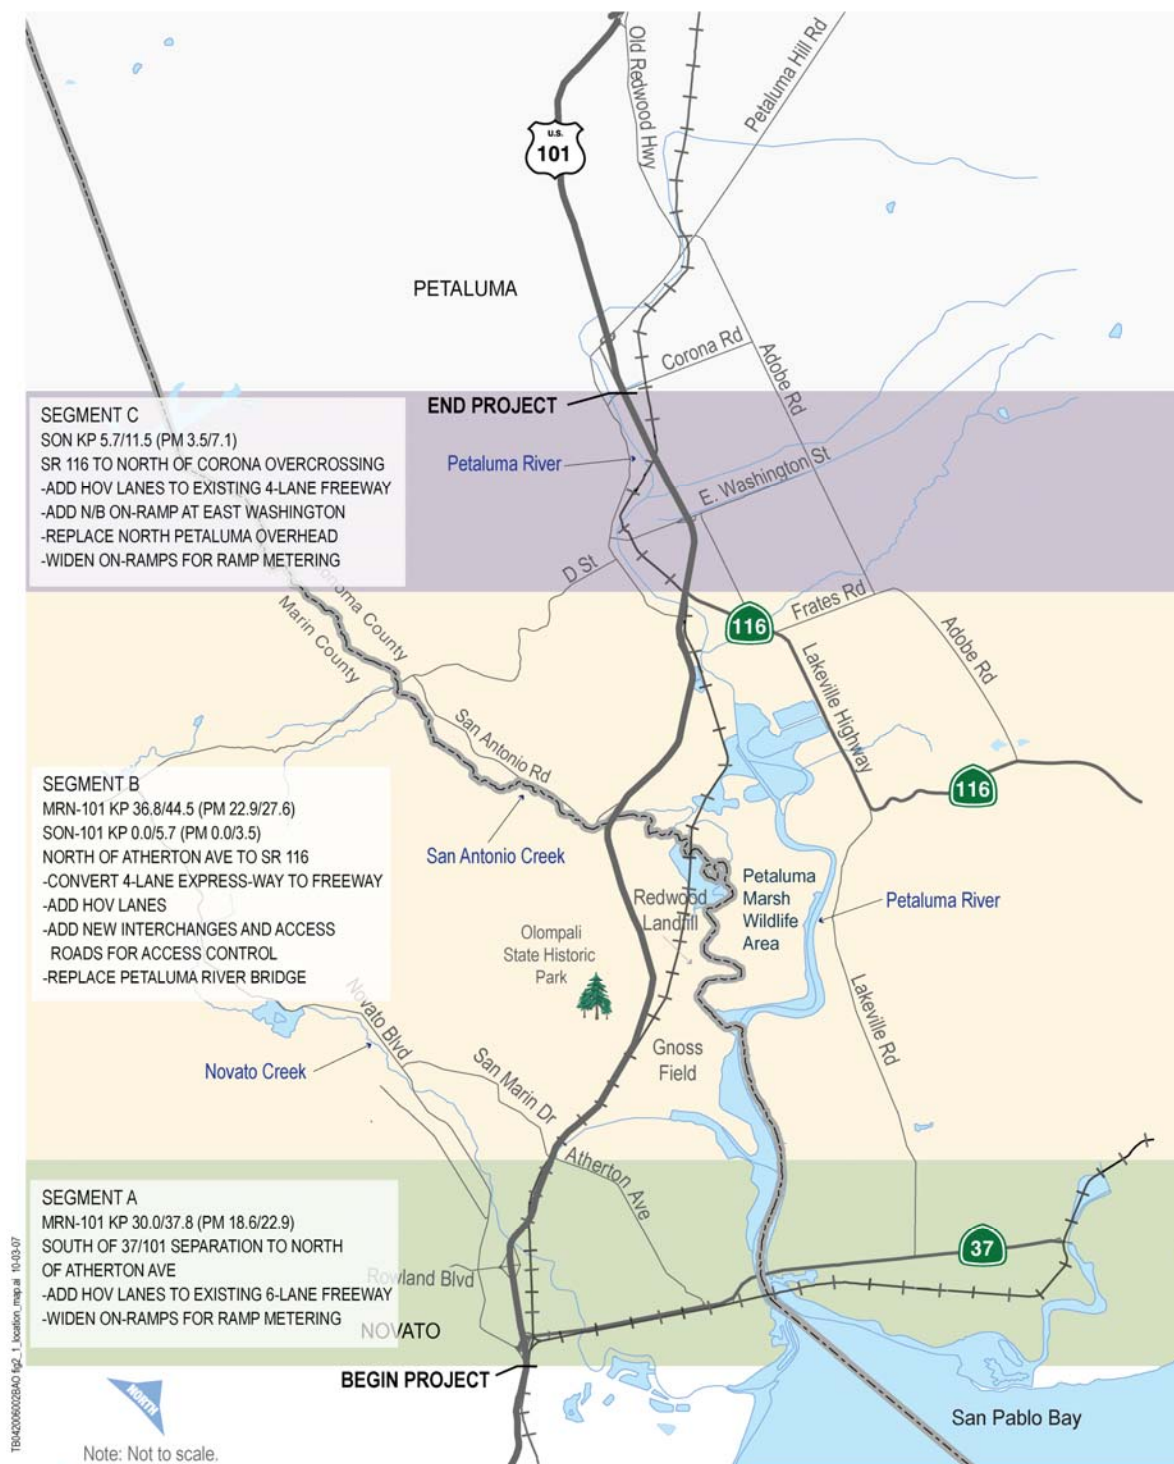 Old Redwood Hwy
Petaluma Hill Rd
U.S.
101
PETALUMA
Corona Rd
Adobe Rd
END PROJECT
SEGMENT C
SON KP 5.7/11.5 (PM 3.5/7.1)
SR 116 TO NORTH OF CORONA OVERCROSSING
-ADD HOV LANES TO EXISTING 4-LANE FREEWAY
-ADD N/B ON-RAMP AT EAST WASHINGTON
-REPLACE NORTH PETALUMA OVERHEAD
-WIDEN ON-RAMPS FOR RAMP METERING
Petaluma River
E. Washington St
D St
Sonoma County
Marin County
116
Frates Rd
Adobe Rd
Lakeville Highway
San Antonio Rd
116
SEGMENT B
MRN-101 KP 36.8/44.5 (PM 22.9/27.6)
SON-101 KP 0.0/5.7 (PM 0.0/3.5)
NORTH OF ATHERTON AVE TO SR 116
-CONVERT 4-LANE EXPRESS-WAY TO FREEWAY
-ADD HOV LANES
-ADD NEW INTERCHANGES AND ACCESS
ROADS FOR ACCESS CONTROL
-REPLACE PETALUMA RIVER BRIDGE
San Antonio Creek
Redwood
Landfill
Petaluma
Marsh
Wildlife
Area
Petaluma River
Olompali
State Historic
Park
Novato Blvd
Lakeville Rd
Gnoss
Field
Novato Creek
San Marin Dr
Atherton Ave
SEGMENT A
MRN-101 KP 30.0/37.8 (PM 18.6/22.9)
SOUTH OF 37/101 SEPARATION TO NORTH
OF ATHERTON AVE
-ADD HOV LANES TO EXISTING 6-LANE FREEWAY
-WIDEN ON-RAMPS FOR RAMP METERING
37
Rowland Blvd
NOVATO
BEGIN PROJECT
NORTH
Note: Not to scale.
San Pablo Bay
TB042006002BAO fig2_1_location_map.ai 10-03-07